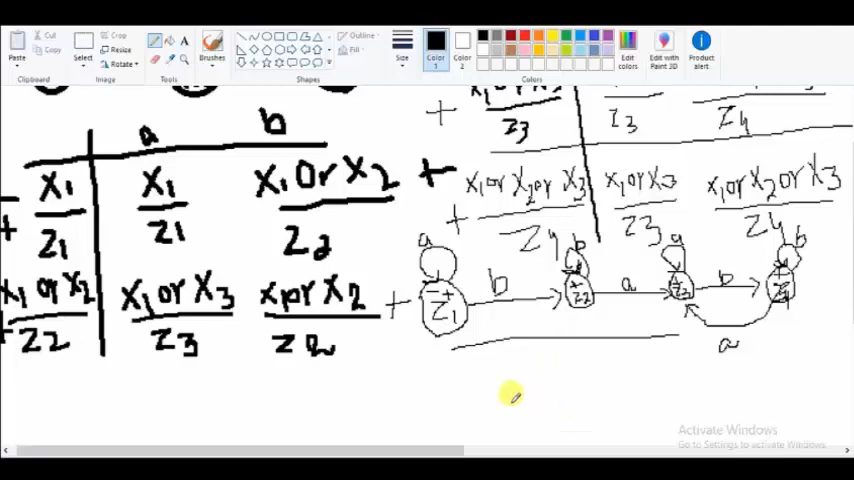 Cut
Copy
Paste
Clipboard
Select
Crop
Resize
Rotate
Image
A
Tools
Brushes
Shapes
Outline
Fill
Size
Color 1
Color 2
Colors
Edit colors
Edit with Paint 3D
Product alert
a b
x1 x1 x1 or x2 +
z1 z1 z2
x1 or x2 x1 or x3 x1 or x2 +
z2 z3 z2
+ z3 z3 z4
x1 or x2 or x3 x1 or x3 x1 or x2 or x3
+ z4 z3 z4
a b a b
z1 b z2 a z3 b z4
a
Activate Windows
Go to Settings to activate Windows.